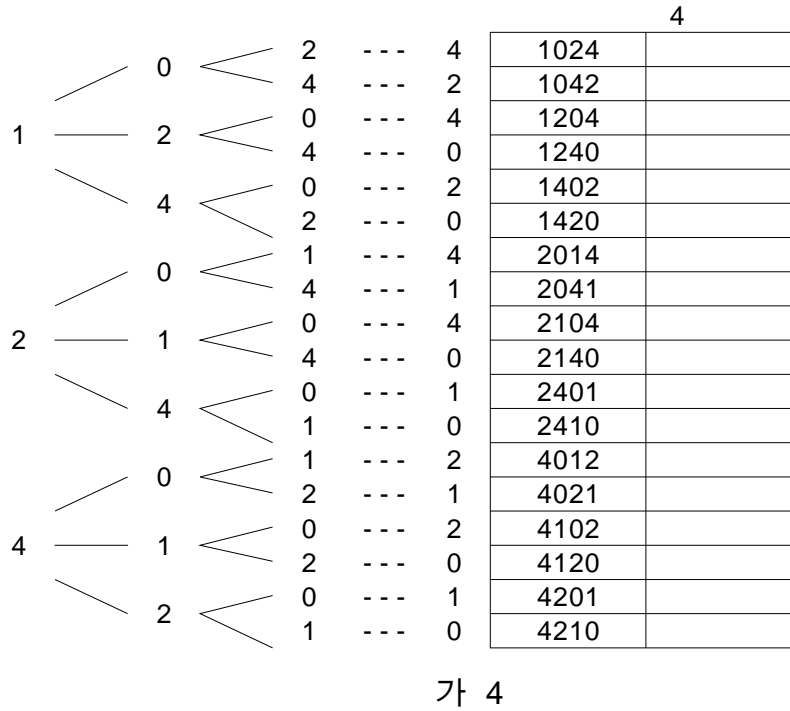 4
2 --- 4 1024
0
4 --- 2 1042
0 --- 4 1204
1 2
4 --- 0 1240
0 --- 2 1402
4
2 --- 0 1420
1 --- 4 2014
0
4 --- 1 2041
0 --- 4 2104
2 1
4 --- 0 2140
0 --- 1 2401
4
1 --- 0 2410
1 --- 2 4012
0
2 --- 1 4021
0 --- 2 4102
4 1
2 --- 0 4120
0 --- 1 4201
2
1 --- 0 4210
가 4